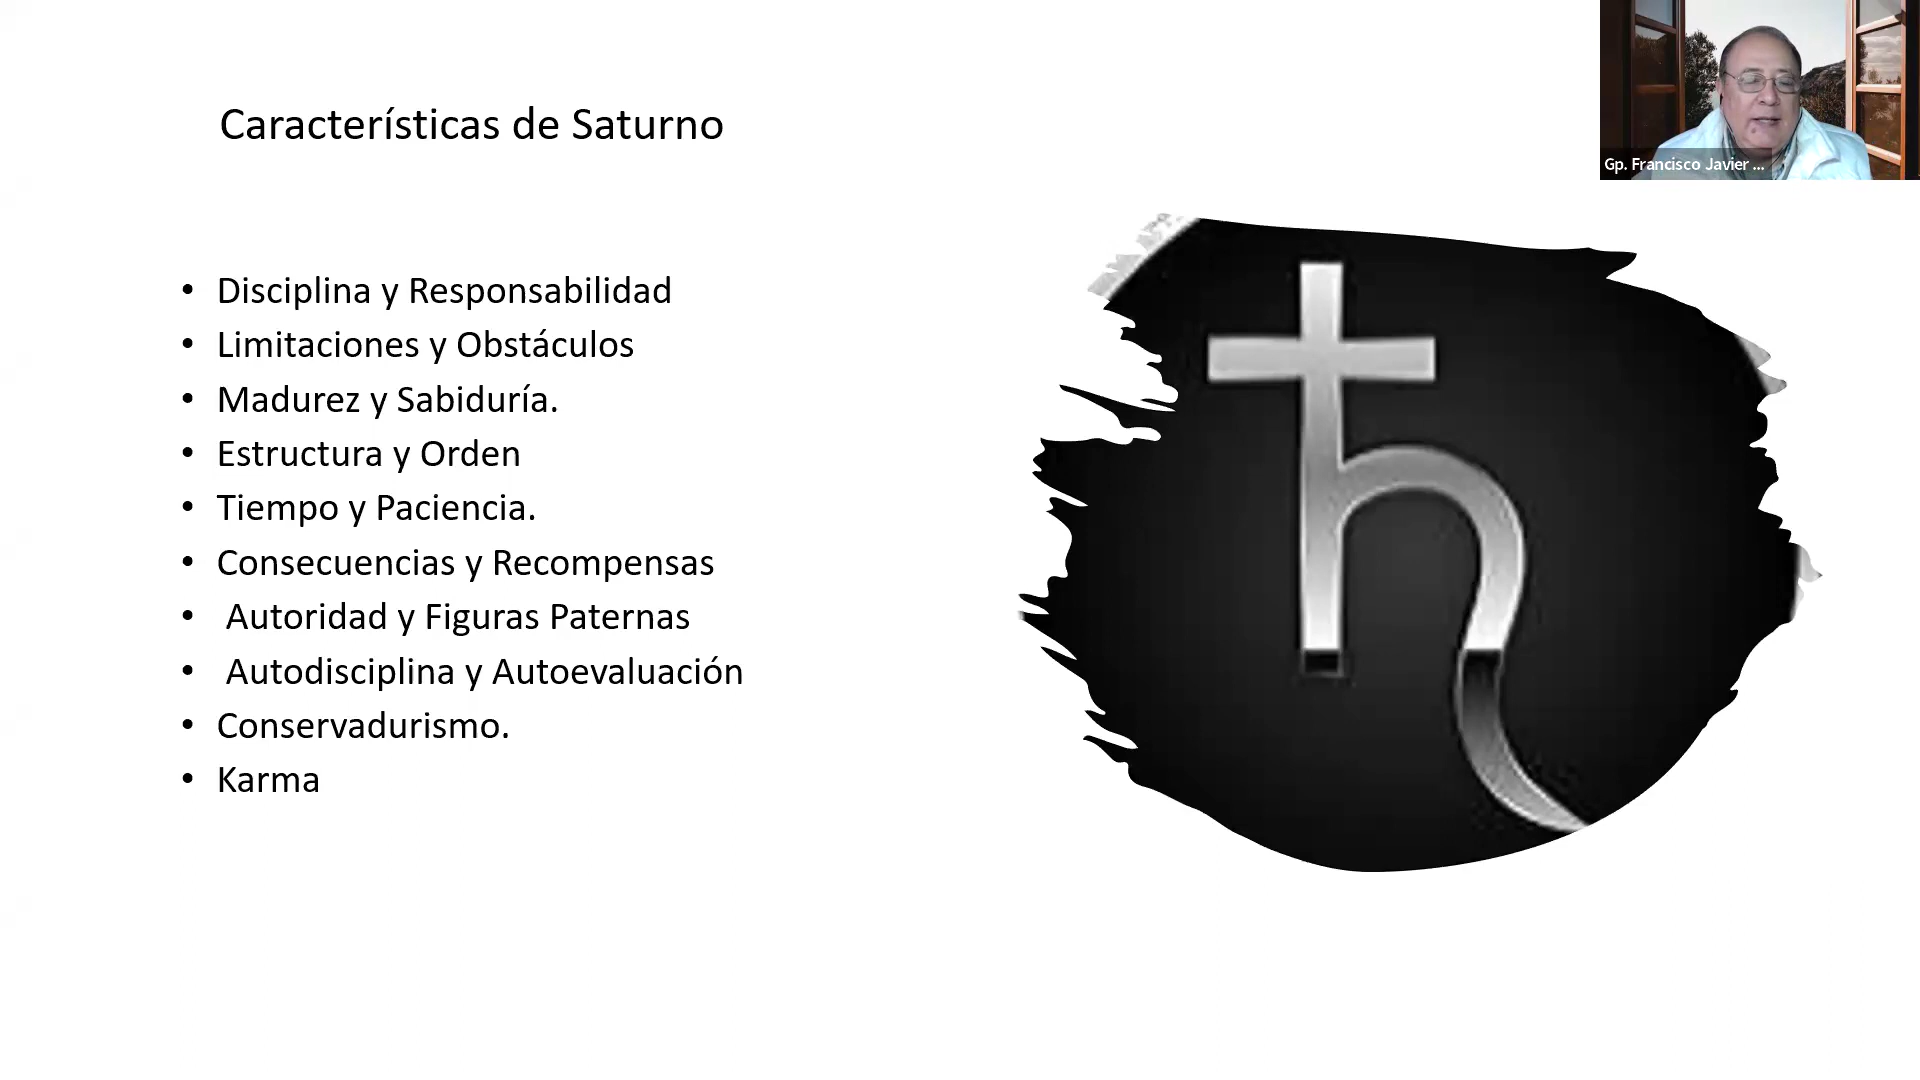 Características de Saturno
Gp. Francisco Javier ...
• Disciplina y Responsabilidad
• Limitaciones y Obstáculos
• Madurez y Sabiduría.
• Estructura y Orden
• Tiempo y Paciencia.
• Consecuencias y Recompensas
• Autoridad y Figuras Paternas
• Autodisciplina y Autoevaluación
• Conservadurismo.
• Karma